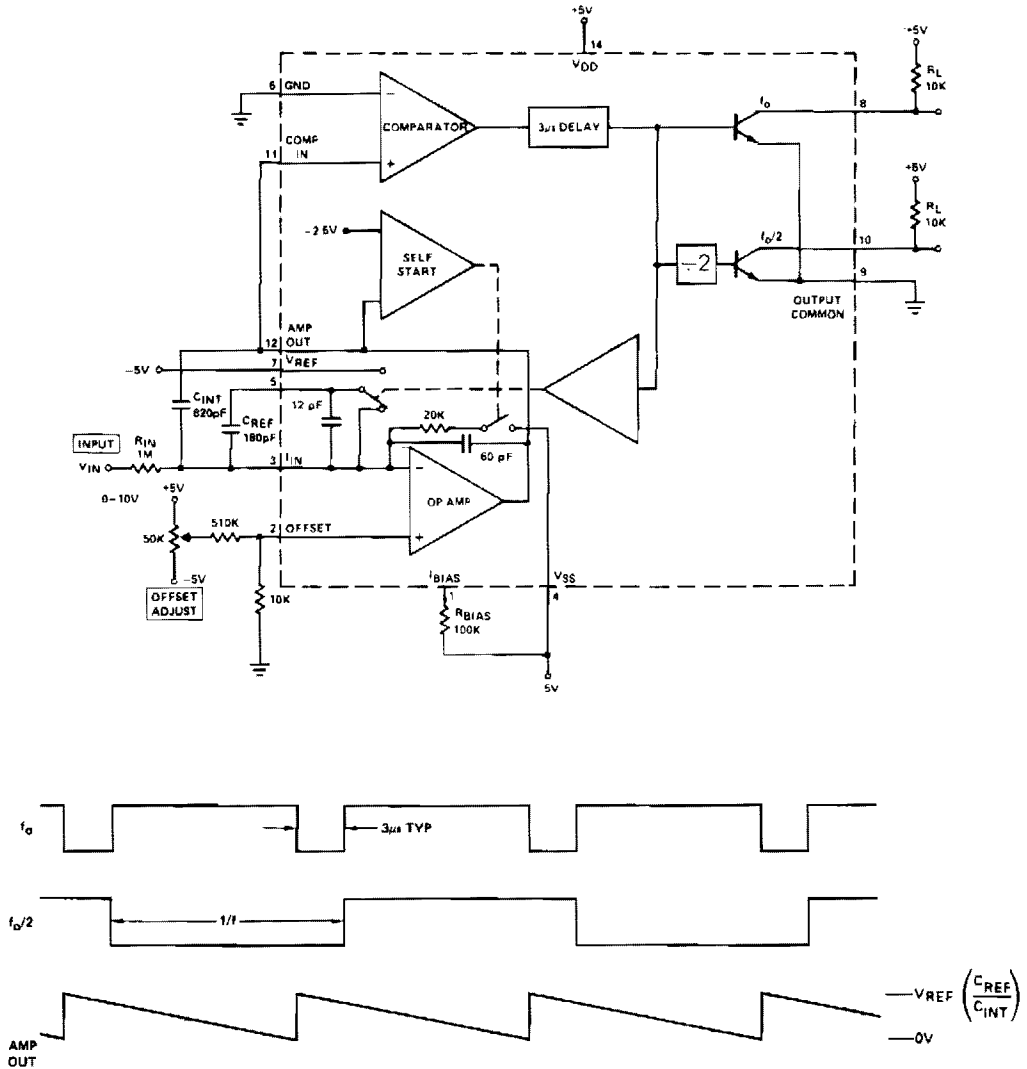 +5V
14
VDD
+5V
RL
10K
6
GND
−
COMPARATOR
+
3μs DELAY
fo
8
COMP
IN
11
+5V
RL
10K
−2.5V
SELF
START
fo/2
10
÷2
9
OUTPUT
COMMON
AMP
OUT
12
−5V
7
VREF
5
CINT
820pF
CREF
180pF
12 pF
20K
60 pF
INPUT
RIN
1M
VIN
3
IIN
−
OP AMP
+
0–10V
+5V
50K
510K
2
OFFSET
−5V
OFFSET
ADJUST
10K
IBIAS
1
RBIAS
100K
VSS
4
5V
fo
3μs TYP
fo/2
1/f
AMP
OUT
VREF (CREF/CINT)
0V